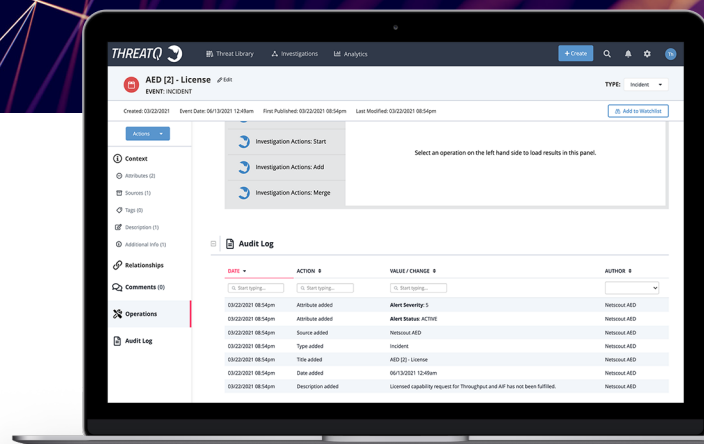 THREATQ
Threat Library
Investigations
Analytics
+ Create
TK
AED [2] - License
Edit
EVENT: INCIDENT
TYPE:
Incident
Created: 03/22/2021
Event Date: 06/13/2021 12:49am
First Published: 03/22/2021 08:54pm
Last Modified: 03/22/2021 08:54pm
Add to Watchlist
Actions
Context
Attributes (2)
Sources (1)
Tags (0)
Description (1)
Additional Info (1)
Relationships
Comments (0)
Operations
Audit Log
Investigation Actions: Start
Investigation Actions: Add
Investigation Actions: Merge
Select an operation on the left hand side to load results in this panel.
Audit Log
DATE ACTION VALUE / CHANGE AUTHOR
Start typing... Start typing... Start typing...
03/22/2021 08:54pm Attribute added Alert Severity: 5 Netscout AED
03/22/2021 08:54pm Attribute added Alert Status: ACTIVE Netscout AED
03/22/2021 08:54pm Source added Netscout AED Netscout AED
03/22/2021 08:54pm Type added Incident Netscout AED
03/22/2021 08:54pm Title added AED [2] - License Netscout AED
03/22/2021 08:54pm Date added 06/13/2021 12:49am Netscout AED
03/22/2021 08:54pm Description added Licensed capability request for Throughput and AIF has not been fulfilled. Netscout AED